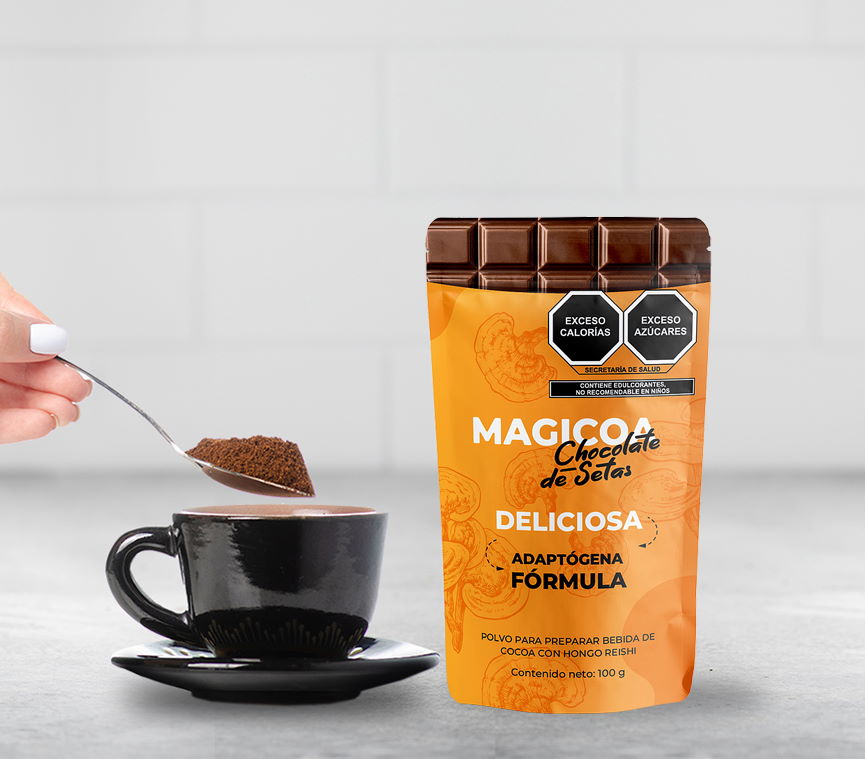 EXCESO
CALORÍAS
EXCESO
AZÚCARES
SECRETARÍA DE SALUD
CONTIENE EDULCORANTES,
NO RECOMENDABLE EN NIÑOS
MAGICOA
Chocolate
de Setas
DELICIOSA
ADAPTÓGENA
FÓRMULA
POLVO PARA PREPARAR BEBIDA DE
COCOA CON HONGO REISHI
Contenido neto: 100 g